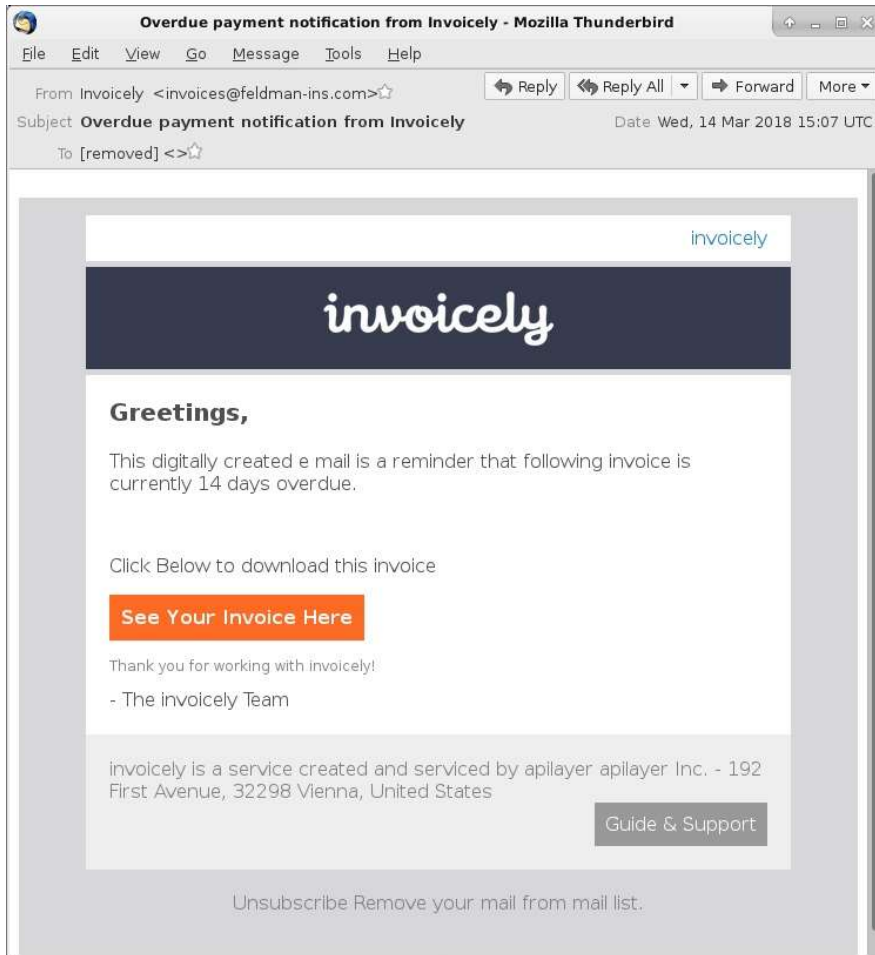 Overdue payment notification from Invoicely - Mozilla Thunderbird
File Edit View Go Message Tools Help
From Invoicely <invoices@feldman-ins.com> Reply Reply All Forward More
Subject Overdue payment notification from Invoicely Date Wed, 14 Mar 2018 15:07 UTC
To [removed] <>
invoicely
invoicely
Greetings,
This digitally created e mail is a reminder that following invoice is
currently 14 days overdue.
Click Below to download this invoice
See Your Invoice Here
Thank you for working with invoicely!
- The invoicely Team
invoicely is a service created and serviced by apilayer apilayer Inc. - 192
First Avenue, 32298 Vienna, United States
Guide & Support
Unsubscribe Remove your mail from mail list.